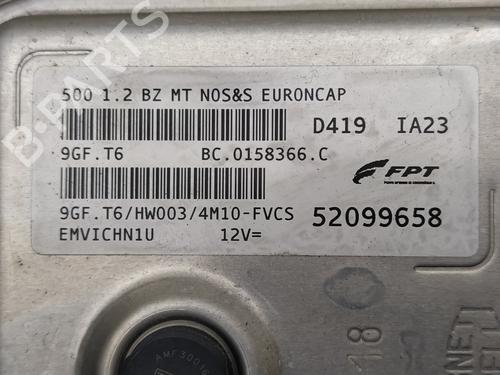 B-PARTS
500 1.2 BZ MT NOS&S EURONCAP
D419 IA23
9GF.T6 BC.0158366.C
FPT
9GF.T6/HW003/4M10-FVCS 52099658
EMVICHN1U 12V=
18